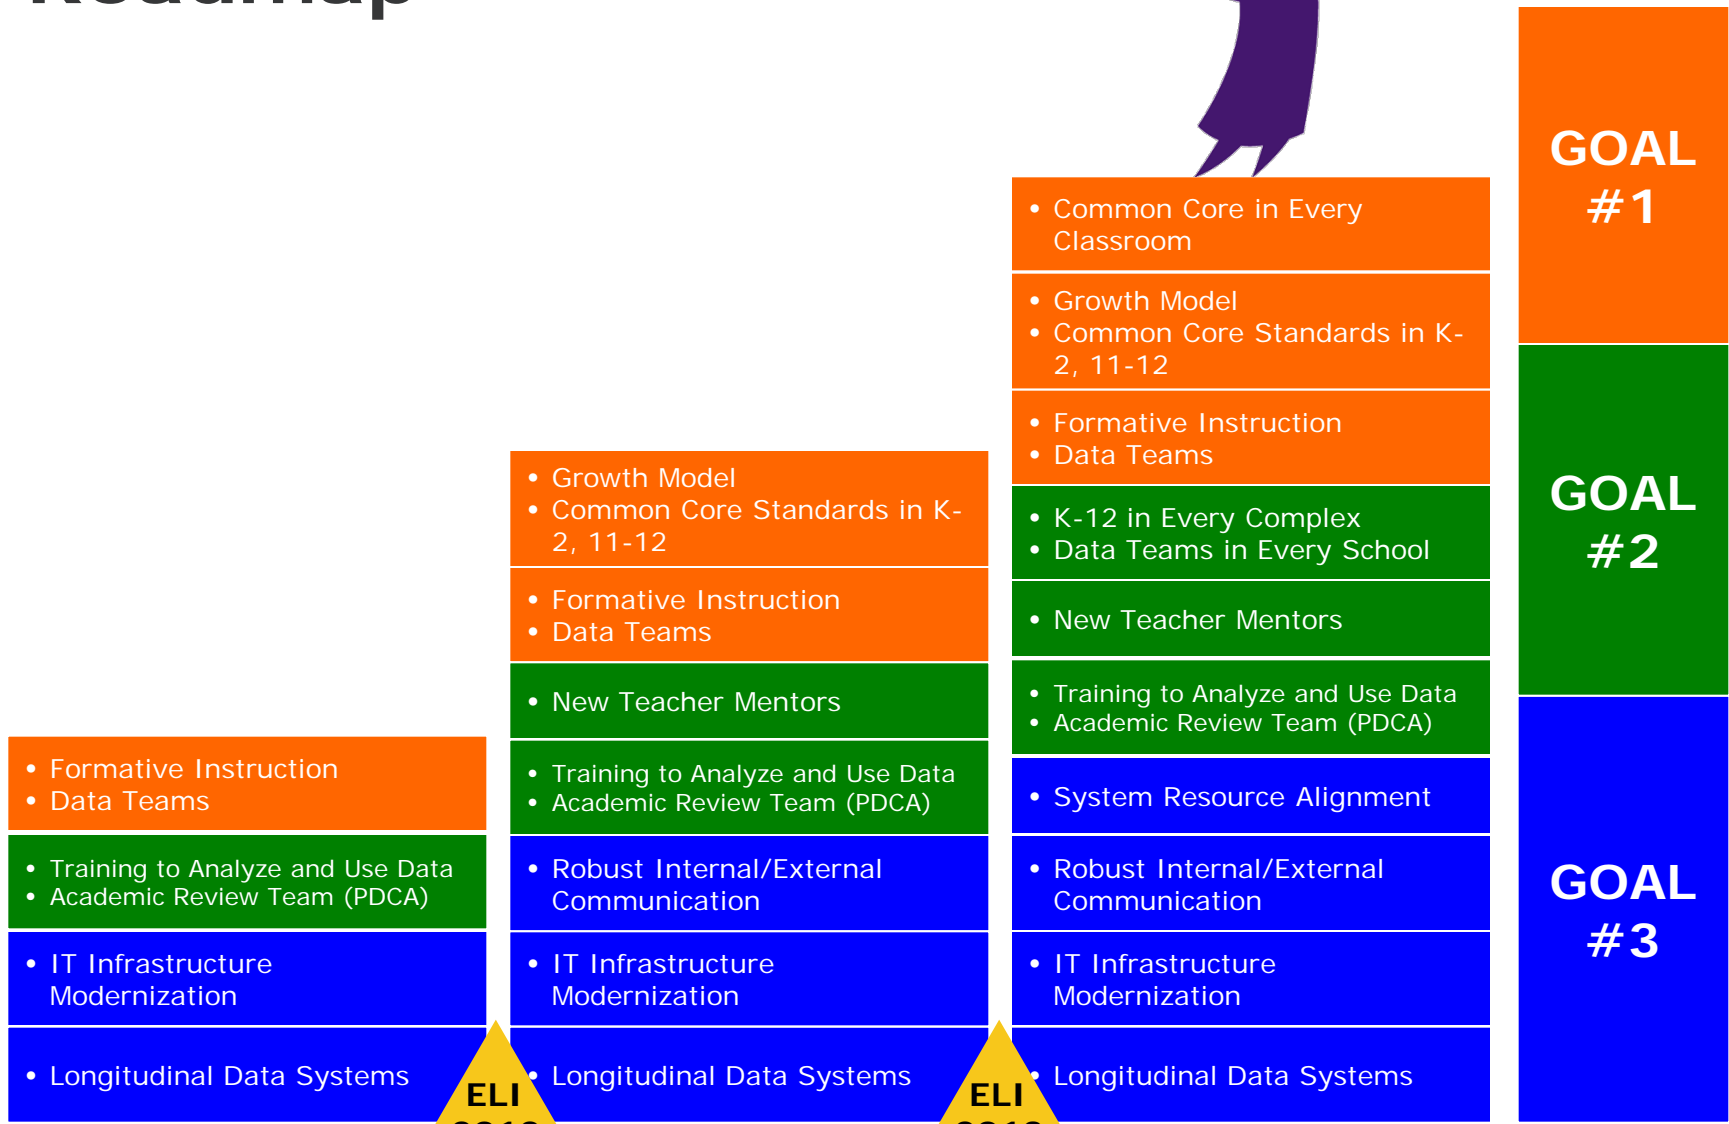 Roadmap
• Formative Instruction
• Data Teams
• Training to Analyze and Use Data
• Academic Review Team (PDCA)
• IT Infrastructure
Modernization
• Longitudinal Data Systems
ELI
• Growth Model
• Common Core Standards in K-
2, 11-12
• Formative Instruction
• Data Teams
• New Teacher Mentors
• Training to Analyze and Use Data
• Academic Review Team (PDCA)
• Robust Internal/External
Communication
• IT Infrastructure
Modernization
• Longitudinal Data Systems
ELI
• Common Core in Every
Classroom
• Growth Model
• Common Core Standards in K-
2, 11-12
• Formative Instruction
• Data Teams
• K-12 in Every Complex
• Data Teams in Every School
• New Teacher Mentors
• Training to Analyze and Use Data
• Academic Review Team (PDCA)
• System Resource Alignment
• Robust Internal/External
Communication
• IT Infrastructure
Modernization
• Longitudinal Data Systems
GOAL
#1
GOAL
#2
GOAL
#3